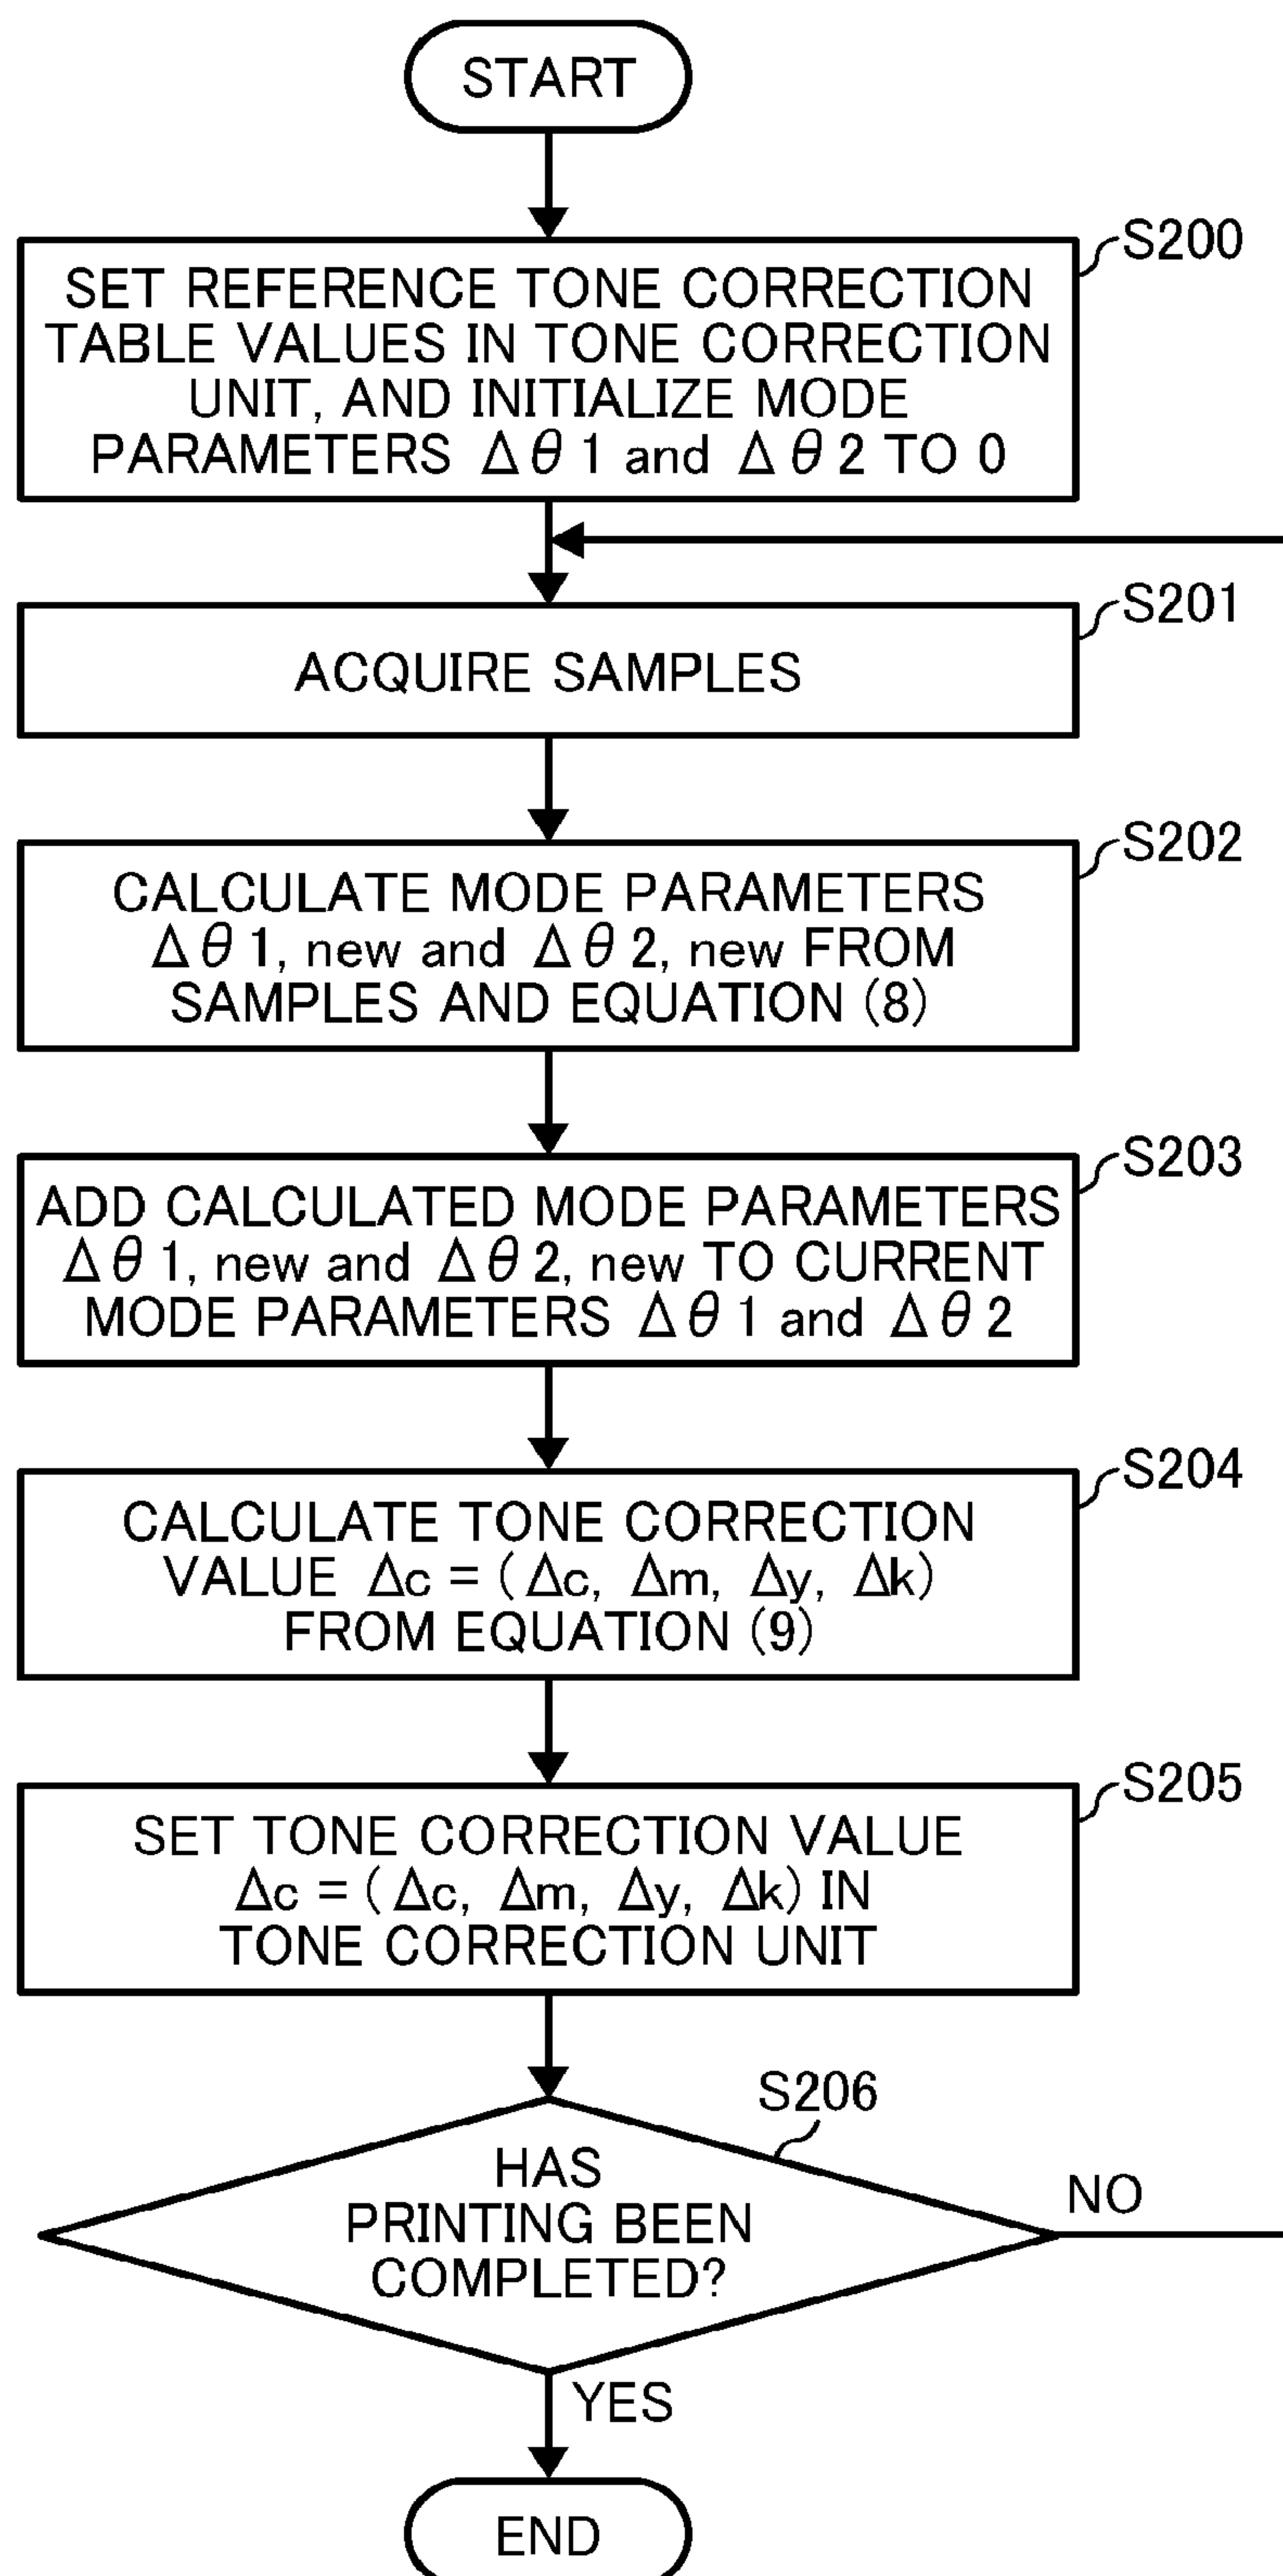 START
S200
SET REFERENCE TONE CORRECTION
TABLE VALUES IN TONE CORRECTION
UNIT, AND INITIALIZE MODE
PARAMETERS Δθ1 and Δθ2 TO 0
S201
ACQUIRE SAMPLES
S202
CALCULATE MODE PARAMETERS
Δθ1, new and Δθ2, new FROM
SAMPLES AND EQUATION (8)
S203
ADD CALCULATED MODE PARAMETERS
Δθ1, new and Δθ2, new TO CURRENT
MODE PARAMETERS Δθ1 and Δθ2
S204
CALCULATE TONE CORRECTION
VALUE Δc = (Δc, Δm, Δy, Δk)
FROM EQUATION (9)
S205
SET TONE CORRECTION VALUE
Δc = (Δc, Δm, Δy, Δk) IN
TONE CORRECTION UNIT
S206
HAS
PRINTING BEEN
COMPLETED?
NO
YES
END